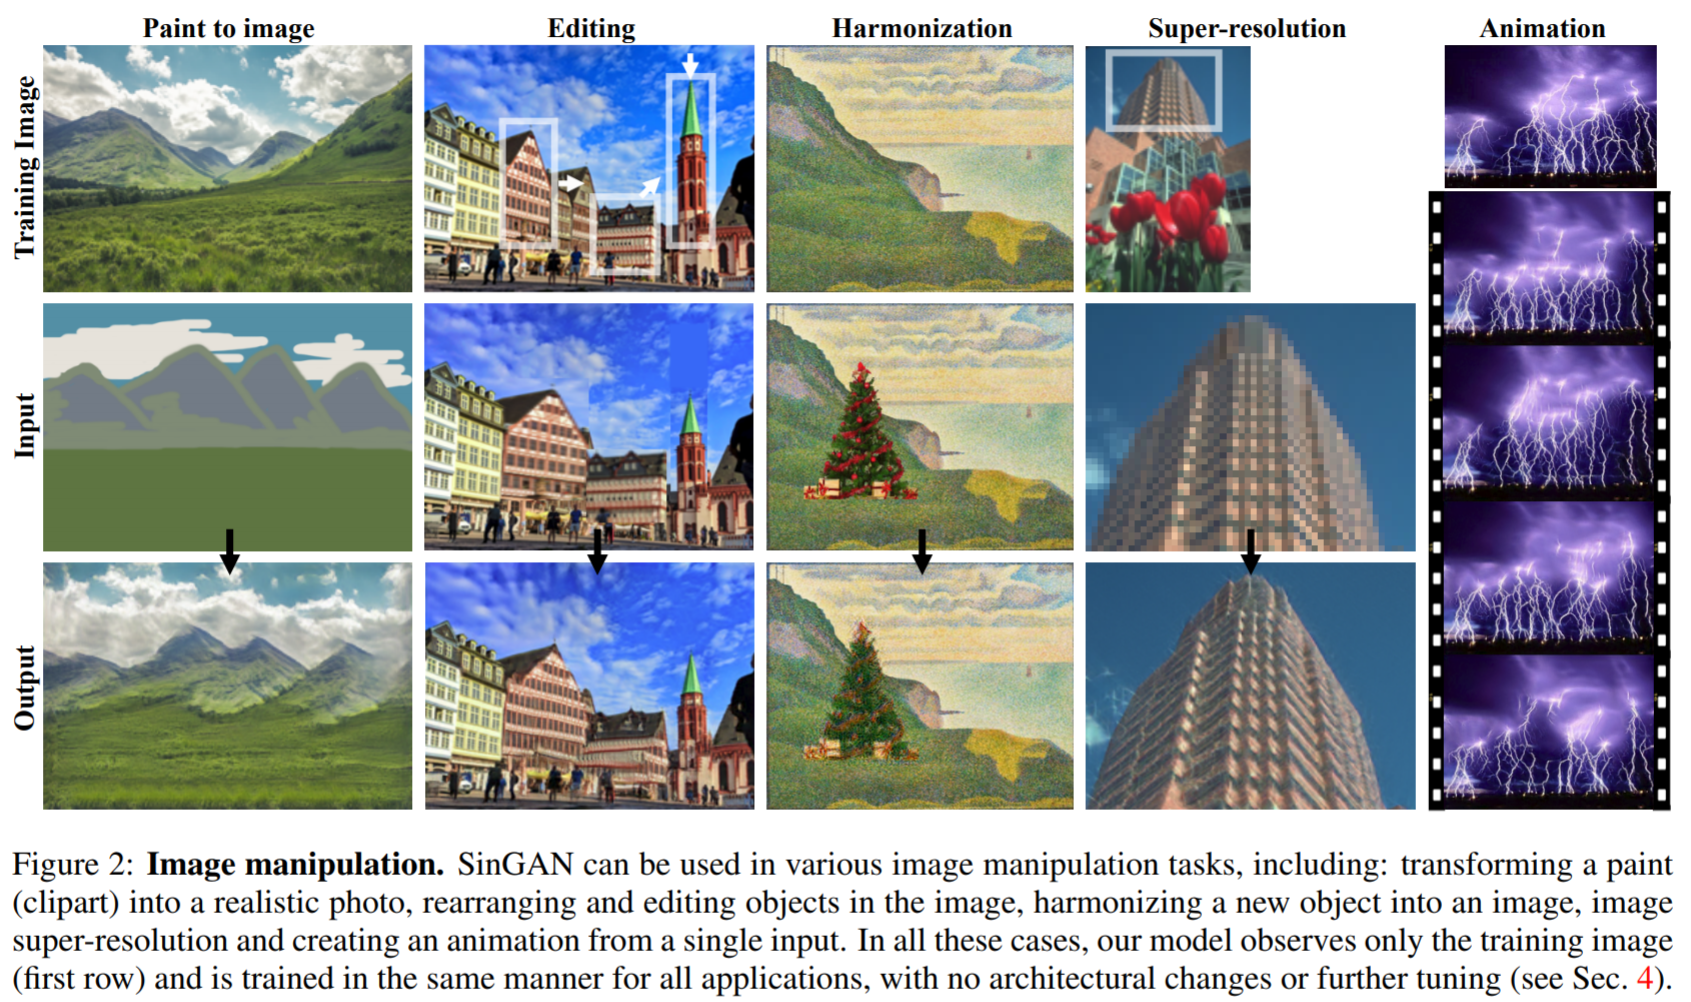 Paint to image
Editing
Harmonization
Super-resolution
Animation
Training Image
Input
Output
Figure 2: Image manipulation. SinGAN can be used in various image manipulation tasks, including: transforming a paint
(clipart) into a realistic photo, rearranging and editing objects in the image, harmonizing a new object into an image, image
super-resolution and creating an animation from a single input. In all these cases, our model observes only the training image
(first row) and is trained in the same manner for all applications, with no architectural changes or further tuning (see Sec. 4).